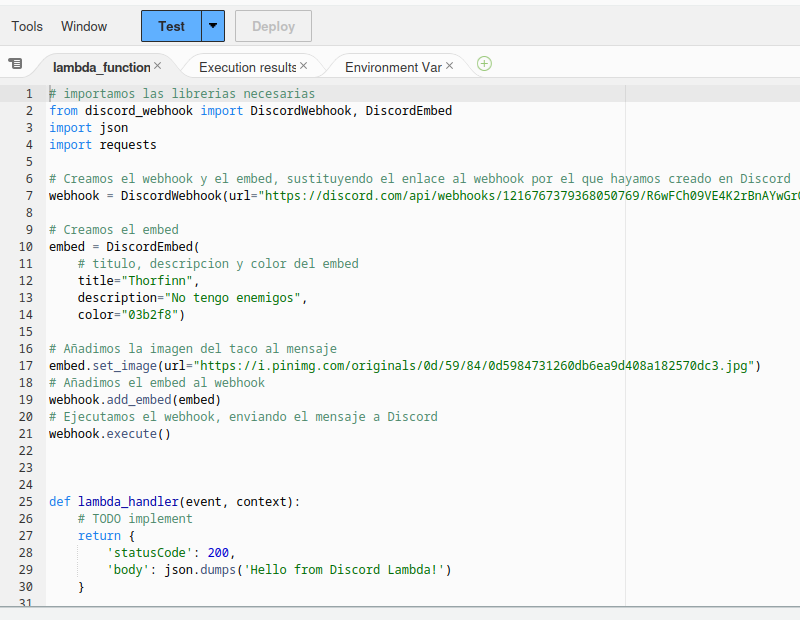 Tools Window Test Deploy
lambda_function Execution results Environment Var
1 # importamos las librerias necesarias
2 from discord_webhook import DiscordWebhook, DiscordEmbed
3 import json
4 import requests
5
6 # Creamos el webhook y el embed, sustituyendo el enlace al webhook por el que hayamos creado en Discord
7 webhook = DiscordWebhook(url="https://discord.com/api/webhooks/1216767379368050769/R6wFCh09VE4K2rBnAYwGr
8
9 # Creamos el embed
10 embed = DiscordEmbed(
11 # titulo, descripcion y color del embed
12 title="Thorfinn",
13 description="No tengo enemigos",
14 color="03b2f8")
15
16 # Añadimos la imagen del taco al mensaje
17 embed.set_image(url="https://i.pinimg.com/originals/0d/59/84/0d5984731260db6ea9d408a182570dc3.jpg")
18 # Añadimos el embed al webhook
19 webhook.add_embed(embed)
20 # Ejecutamos el webhook, enviando el mensaje a Discord
21 webhook.execute()
22
23
24
25 def lambda_handler(event, context):
26 # TODO implement
27 return {
28 'statusCode': 200,
29 'body': json.dumps('Hello from Discord Lambda!')
30 }
31